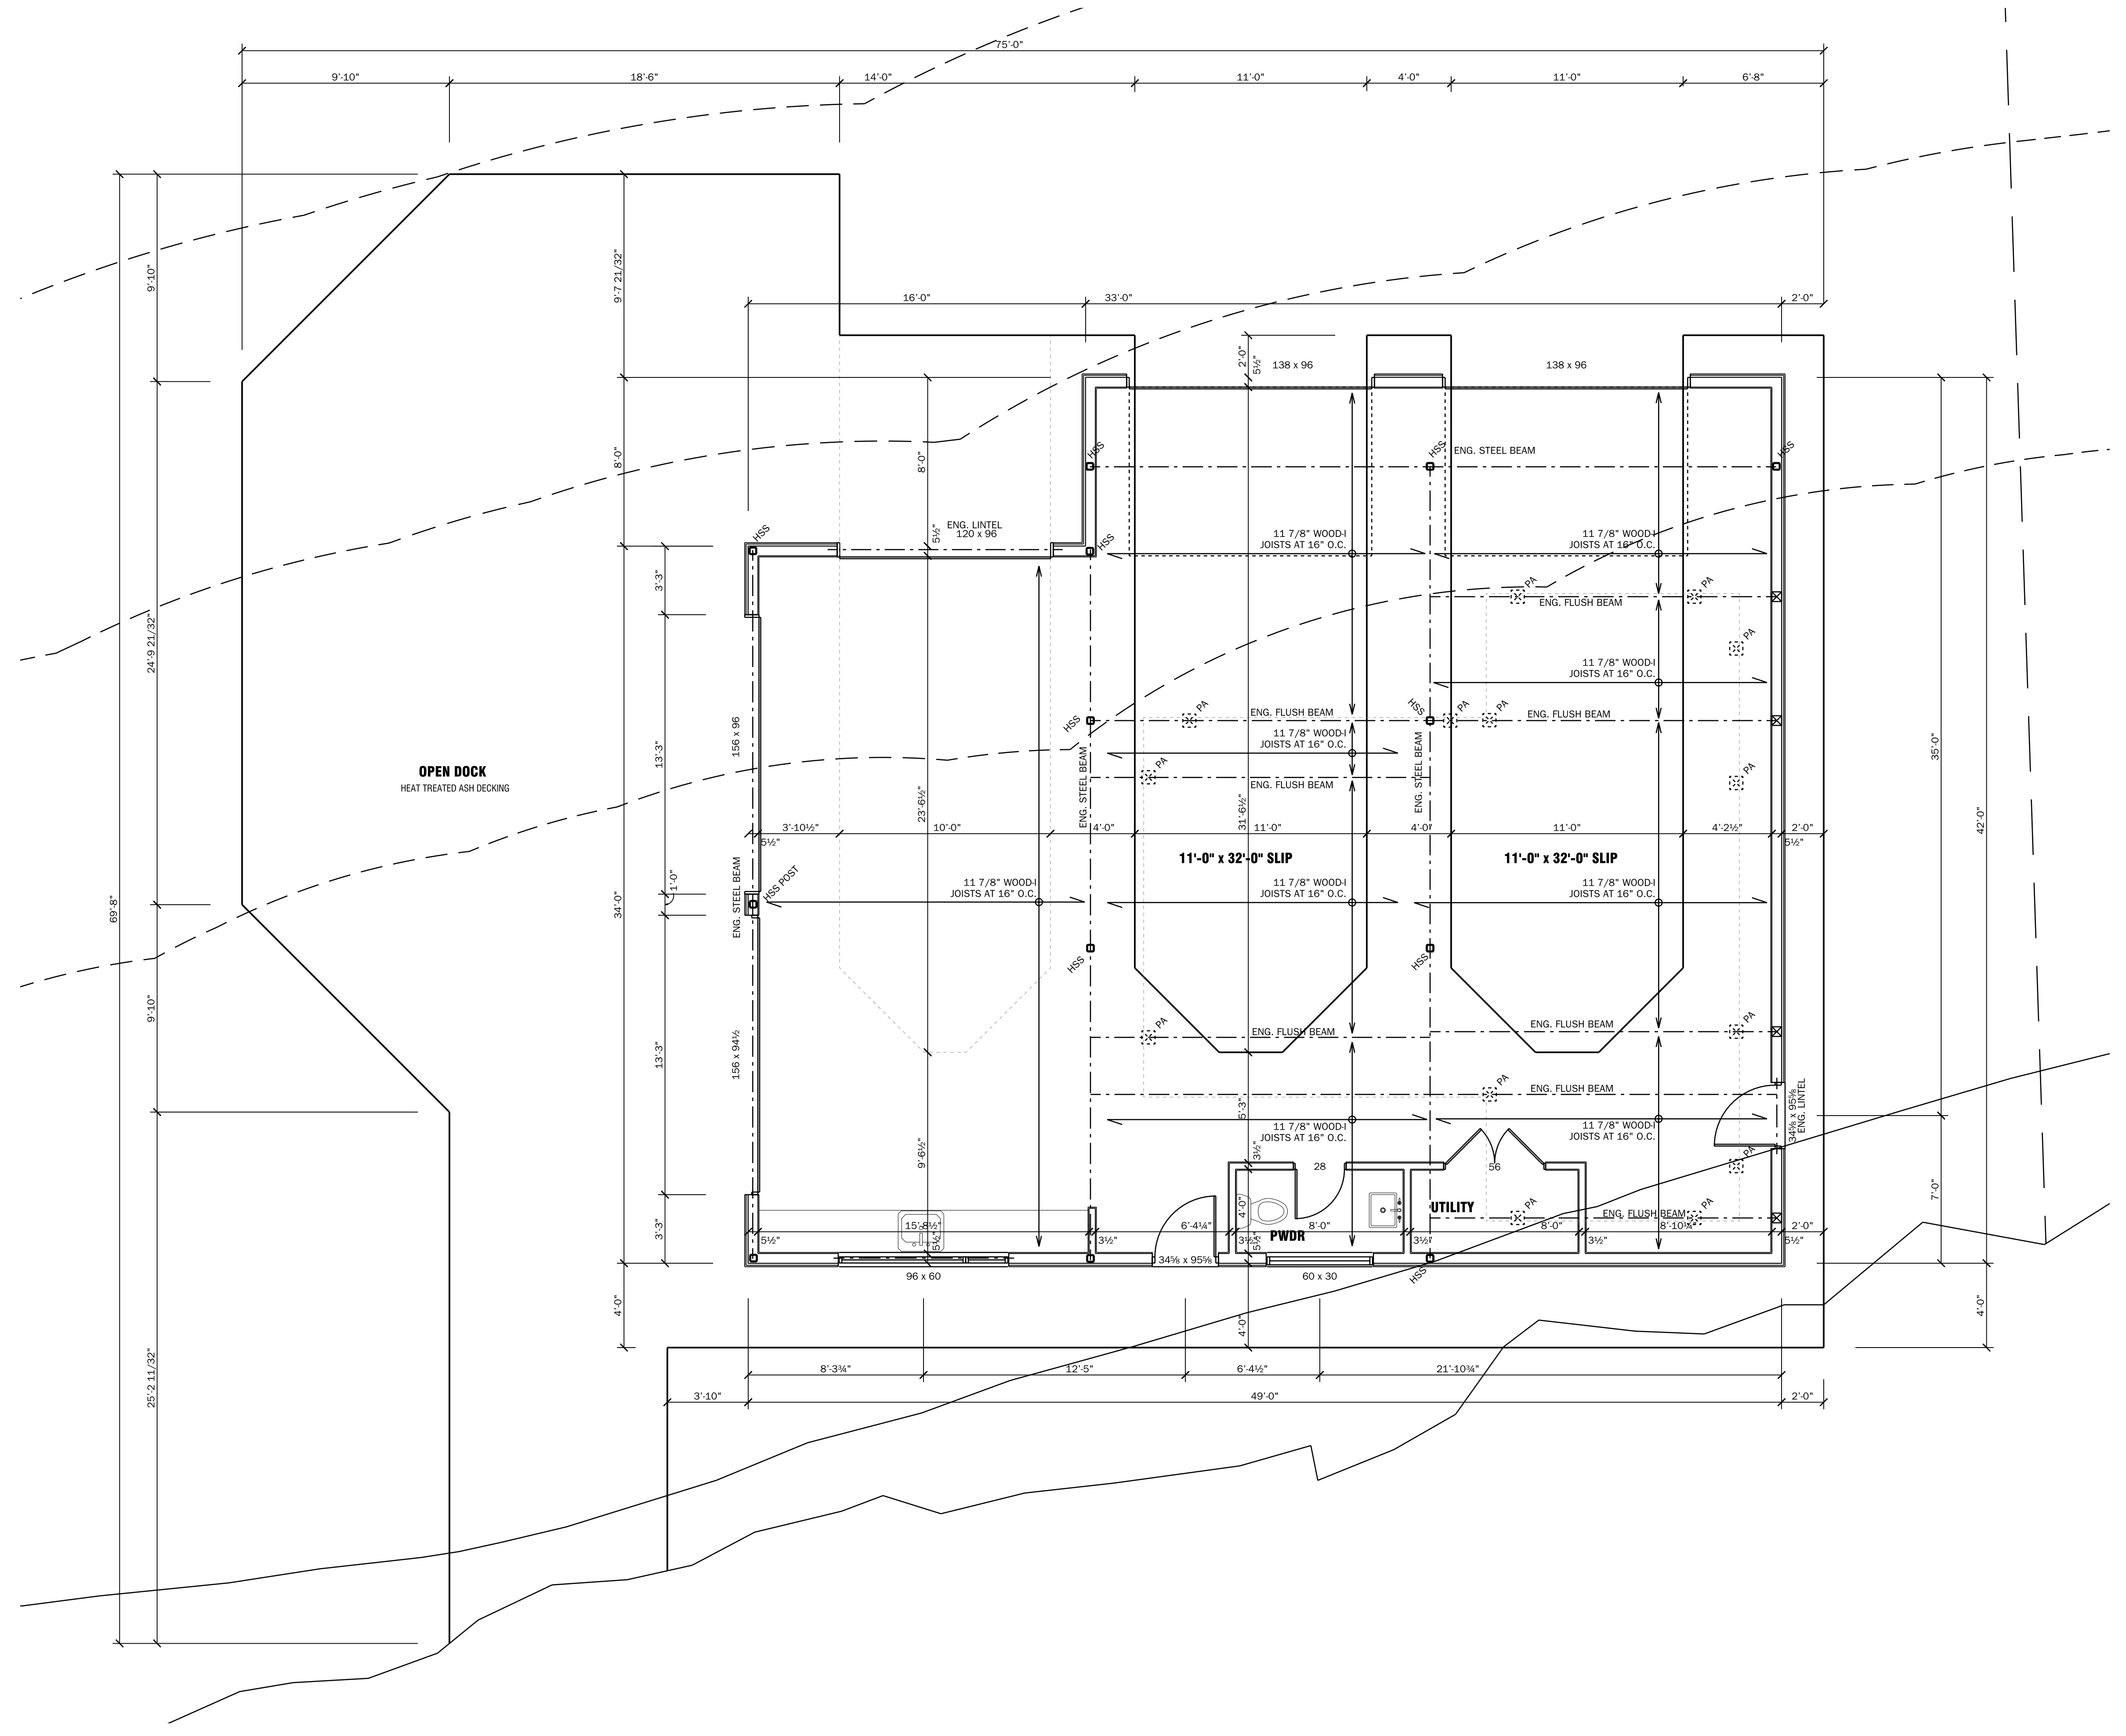 75'-0"
9'-10"
18'-6"
14'-0"
11'-0"
4'-0"
11'-0"
6'-8"
9'-10"
9'-7 21/32"
16'-0"
33'-0"
2'-0"
2'-0"
5½"
138 x 96
138 x 96
8'-0"
8'-0"
HSS
HSS
ENG. STEEL BEAM
HSS
HSS
5½"
ENG. LINTEL
120 x 96
HSS
11 7/8" WOOD-I
JOISTS AT 16" O.C.
11 7/8" WOOD-I
JOISTS AT 16" O.C.
3'-3"
PA
PA
ENG. FLUSH BEAM
24'-9 21/32"
PA
11 7/8" WOOD-I
JOISTS AT 16" O.C.
HSS
PA
ENG. FLUSH BEAM
HSS
PA
PA
ENG. FLUSH BEAM
156 x 96
13'-3"
35'-0"
11 7/8" WOOD-I
JOISTS AT 16" O.C.
OPEN DOCK
HEAT TREATED ASH DECKING
ENG. STEEL BEAM
ENG. STEEL BEAM
PA
ENG. FLUSH BEAM
PA
23'-6½"
31'-6½"
42'-0"
3'-10½"
10'-0"
4'-0"
11'-0"
4'-0"
11'-0"
4'-2½"
2'-0"
5½"
5½"
11'-0" x 32'-0" SLIP
11'-0" x 32'-0" SLIP
69'-8"
34'-0"
1'-0"
ENG. STEEL BEAM
HSS POST
11 7/8" WOOD-I
JOISTS AT 16" O.C.
11 7/8" WOOD-I
JOISTS AT 16" O.C.
11 7/8" WOOD-I
JOISTS AT 16" O.C.
HSS
HSS
9'-10"
13'-3"
156 x 94½
PA
ENG. FLUSH BEAM
ENG. FLUSH BEAM
PA
PA
ENG. FLUSH BEAM
5'-3"
34⅝ x 95⅝
ENG. LINTEL
11 7/8" WOOD-I
JOISTS AT 16" O.C.
11 7/8" WOOD-I
JOISTS AT 16" O.C.
9'-6½"
3½"
28
56
PA
7'-0"
3'-3"
4'-0"
UTILITY
PA
ENG. FLUSH BEAM
PA
15'-8½"
6'-4¼"
8'-0"
8'-0"
8'-10¼"
2'-0"
PWDR
5½"
5½"
3½"
3½"
5½"
3½"
3½"
5½"
34⅝ x 95⅝
96 x 60
60 x 30
HSS
4'-0"
4'-0"
4'-0"
25'-2 11/32"
8'-3¾"
12'-5"
6'-4½"
21'-10¾"
3'-10"
49'-0"
2'-0"